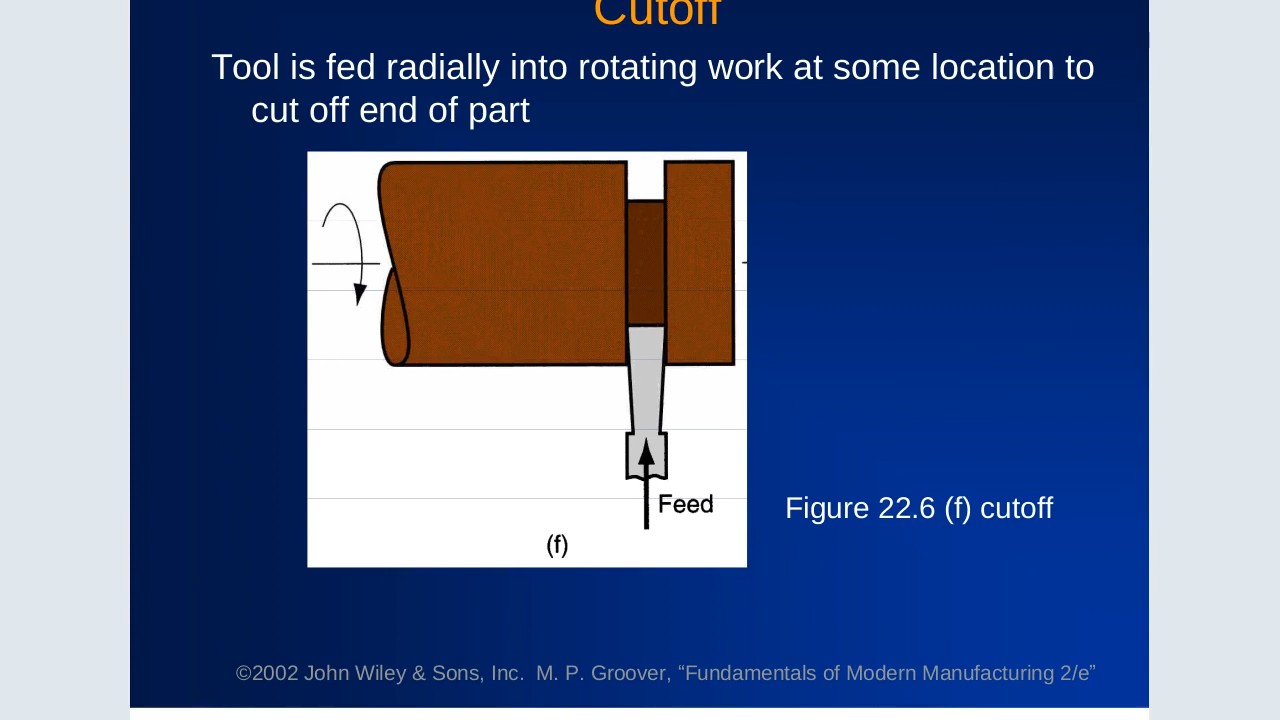 Cutoff
Tool is fed radially into rotating work at some location to
cut off end of part
Feed
(f)
Figure 22.6 (f) cutoff
©2002 John Wiley & Sons, Inc.  M. P. Groover, “Fundamentals of Modern Manufacturing 2/e”